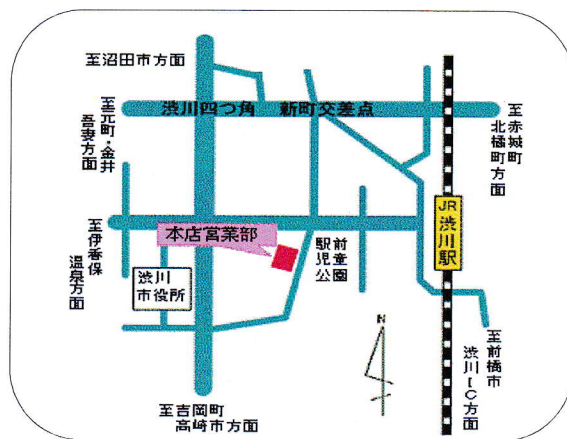 至沼田市方面
渋川四つ角
新町交差点
至元町・金井
吾妻方面
至赤城町
北橘町方面
至伊香保
温泉方面
本店営業部
駅前
児童
公園
JR
渋川駅
渋川
市役所
N
至前橋市
渋川IC方面
至吉岡町
高崎市方面